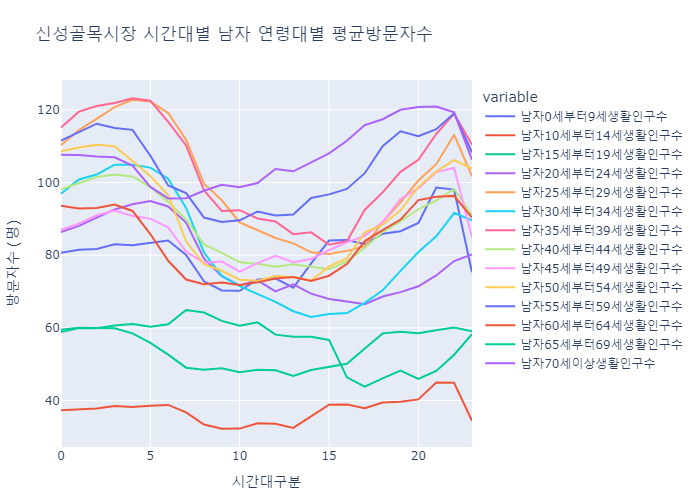 신성골목시장 시간대별 남자 연령대별 평균방문자수
variable
남자0세부터9세생활인구수
남자10세부터14세생활인구수
남자15세부터19세생활인구수
남자20세부터24세생활인구수
남자25세부터29세생활인구수
남자30세부터34세생활인구수
남자35세부터39세생활인구수
남자40세부터44세생활인구수
남자45세부터49세생활인구수
남자50세부터54세생활인구수
남자55세부터59세생활인구수
남자60세부터64세생활인구수
남자65세부터69세생활인구수
남자70세이상생활인구수
120
100
80
60
40
방문자수 ( 명)
0 5 10 15 20
시간대구분